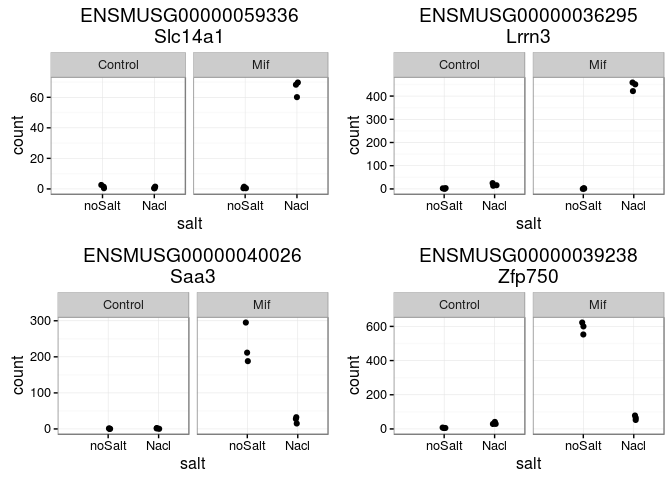 ENSMUSG00000059336
Slc14a1
Control Mif
60
40
20
0
count
noSalt Nacl noSalt Nacl
salt
ENSMUSG00000036295
Lrrn3
Control Mif
400
300
200
100
0
count
noSalt Nacl noSalt Nacl
salt
ENSMUSG00000040026
Saa3
Control Mif
300
200
100
0
count
noSalt Nacl noSalt Nacl
salt
ENSMUSG00000039238
Zfp750
Control Mif
600
400
200
0
count
noSalt Nacl noSalt Nacl
salt